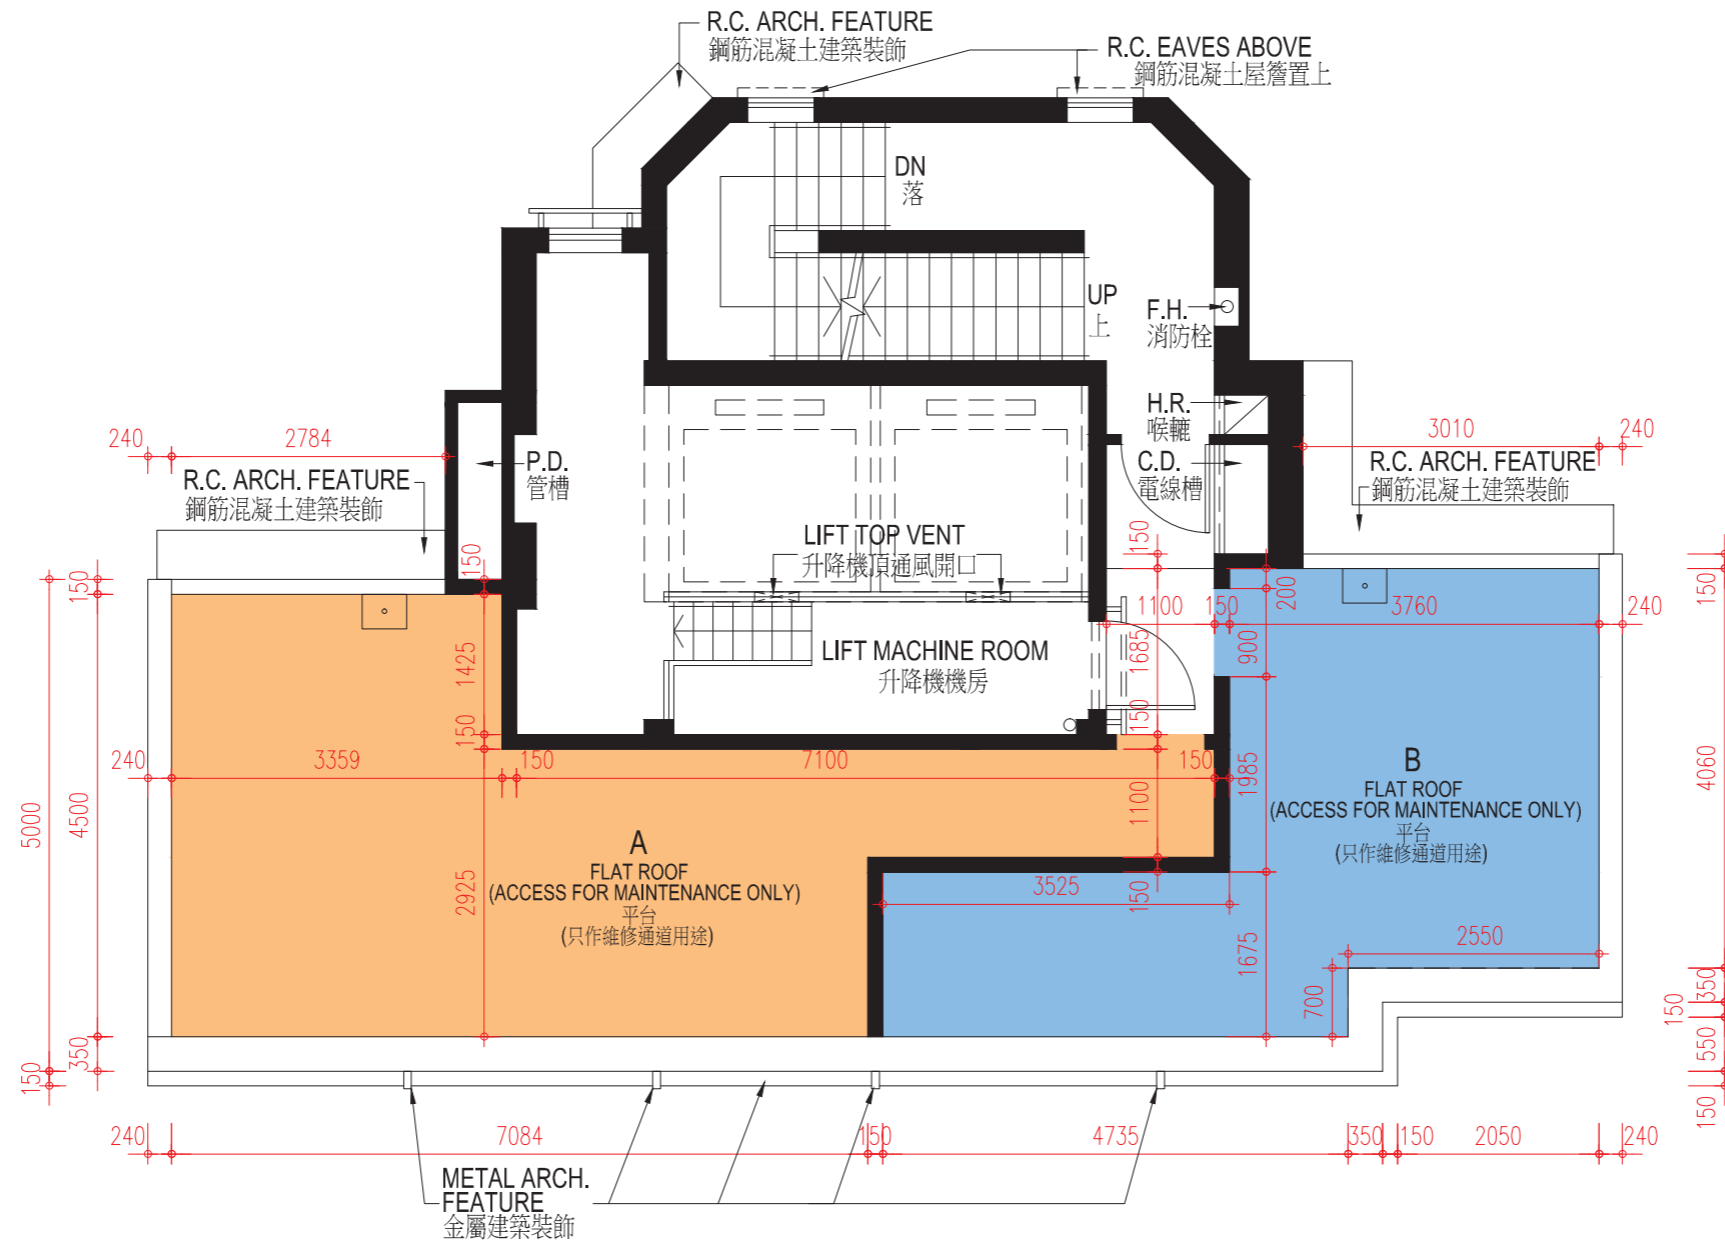 R.C. ARCH. FEATURE
鋼筋混凝土建築裝飾
R.C. EAVES ABOVE
鋼筋混凝土屋簷置上
DN
落
UP
上
F.H.
消防栓
H.R.
喉轆
C.D.
電線槽
P.D.
管槽
240
2784
3010
240
R.C. ARCH. FEATURE
鋼筋混凝土建築裝飾
R.C. ARCH. FEATURE
鋼筋混凝土建築裝飾
LIFT TOP VENT
升降機頂通風開口
LIFT MACHINE ROOM
升降機機房
150
150
150
200
150
1100
150
3760
240
1425
1685
900
150
150
240
3359
150
7100
150
1985
1100
5000
4500
4060
A
FLAT ROOF
(ACCESS FOR MAINTENANCE ONLY)
平台
(只作維修通道用途)
B
FLAT ROOF
(ACCESS FOR MAINTENANCE ONLY)
平台
(只作維修通道用途)
2925
3525
150
1675
2550
700
350
150
550
150
350
150
240
7084
150
4735
350
150
2050
240
METAL ARCH.
FEATURE
金屬建築裝飾